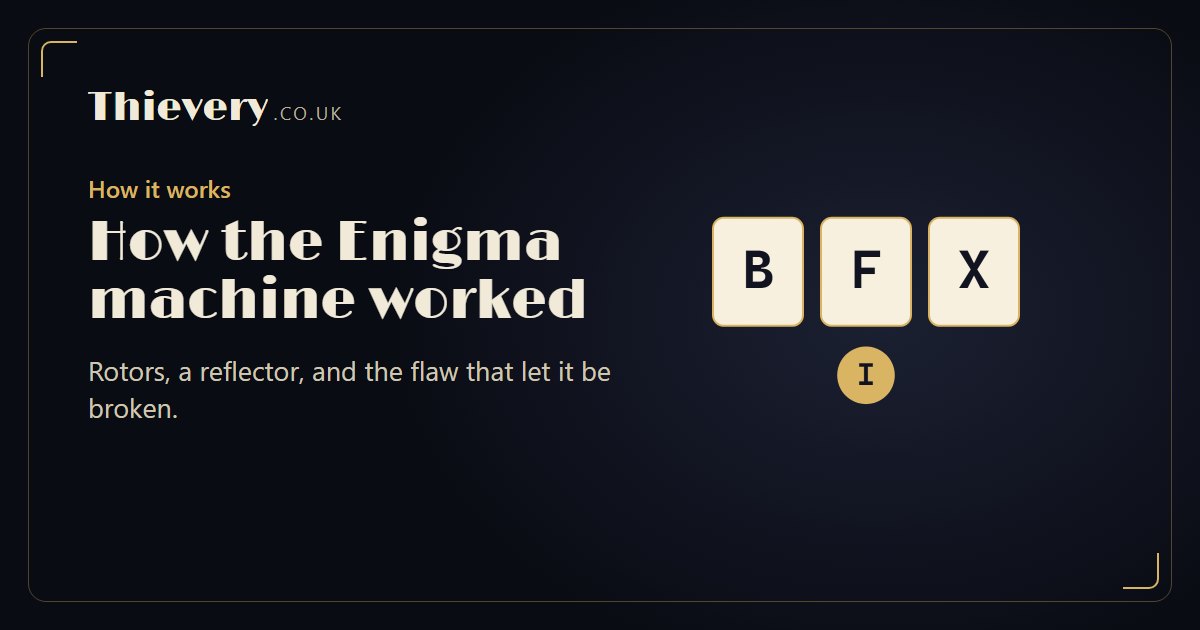 Thievery.CO.UK
How it works
How the Enigma
machine worked
Rotors, a reflector, and the flaw that let it be
broken.
B F X
I